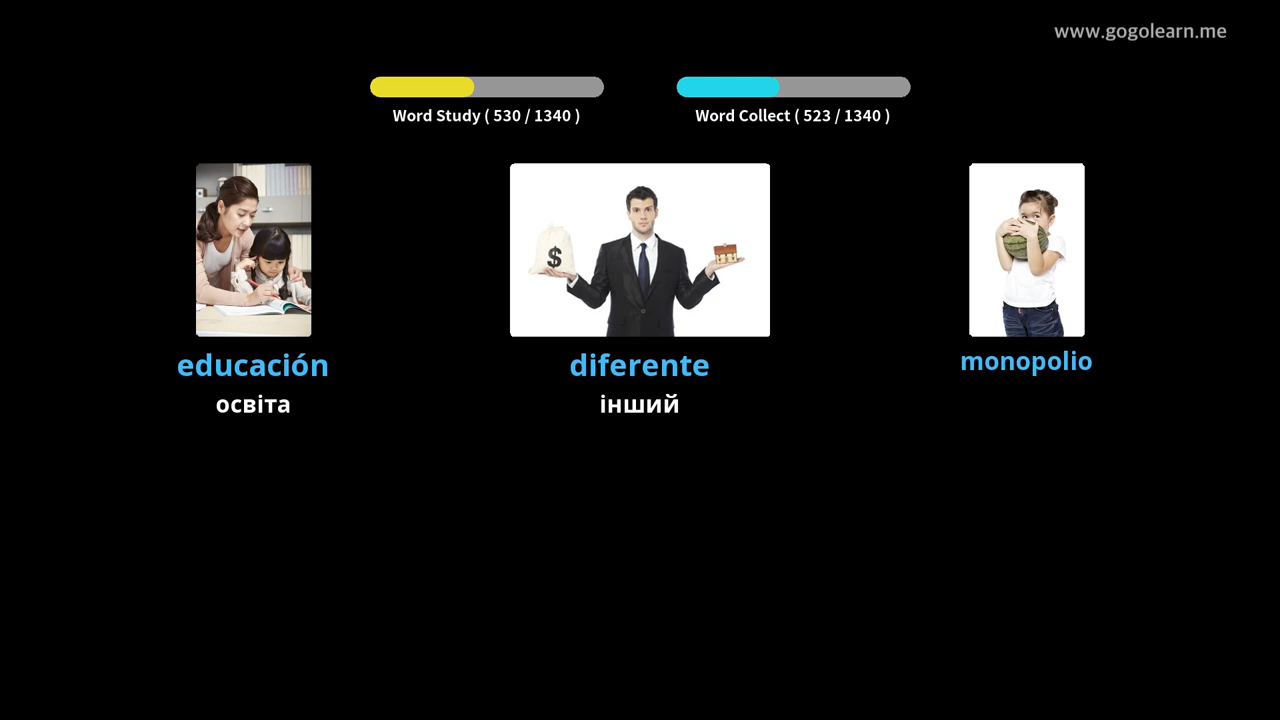 www.gogolearn.me
Word Study ( 530 / 1340 )
Word Collect ( 523 / 1340 )
$
educación
diferente
monopolio
освіта
інший